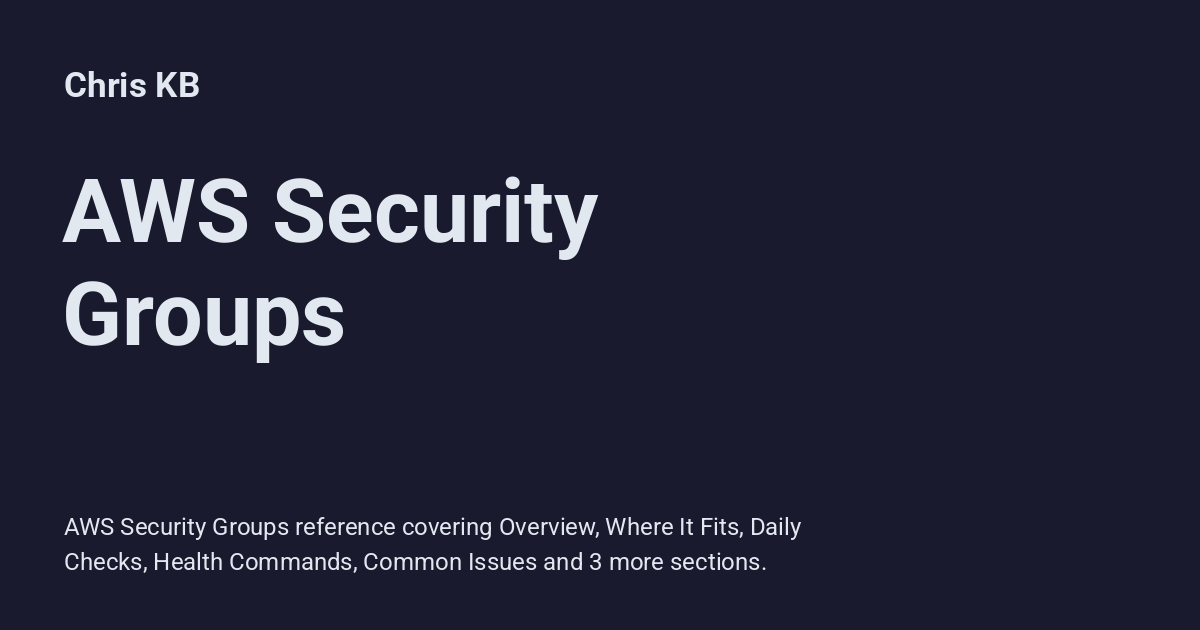 Chris KB
AWS Security
Groups
AWS Security Groups reference covering Overview, Where It Fits, Daily
Checks, Health Commands, Common Issues and 3 more sections.